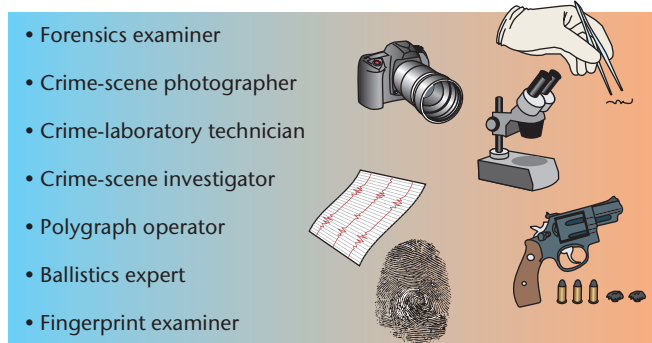 • Forensics examiner
• Crime-scene photographer
• Crime-laboratory technician
• Crime-scene investigator
• Polygraph operator
• Ballistics expert
• Fingerprint examiner